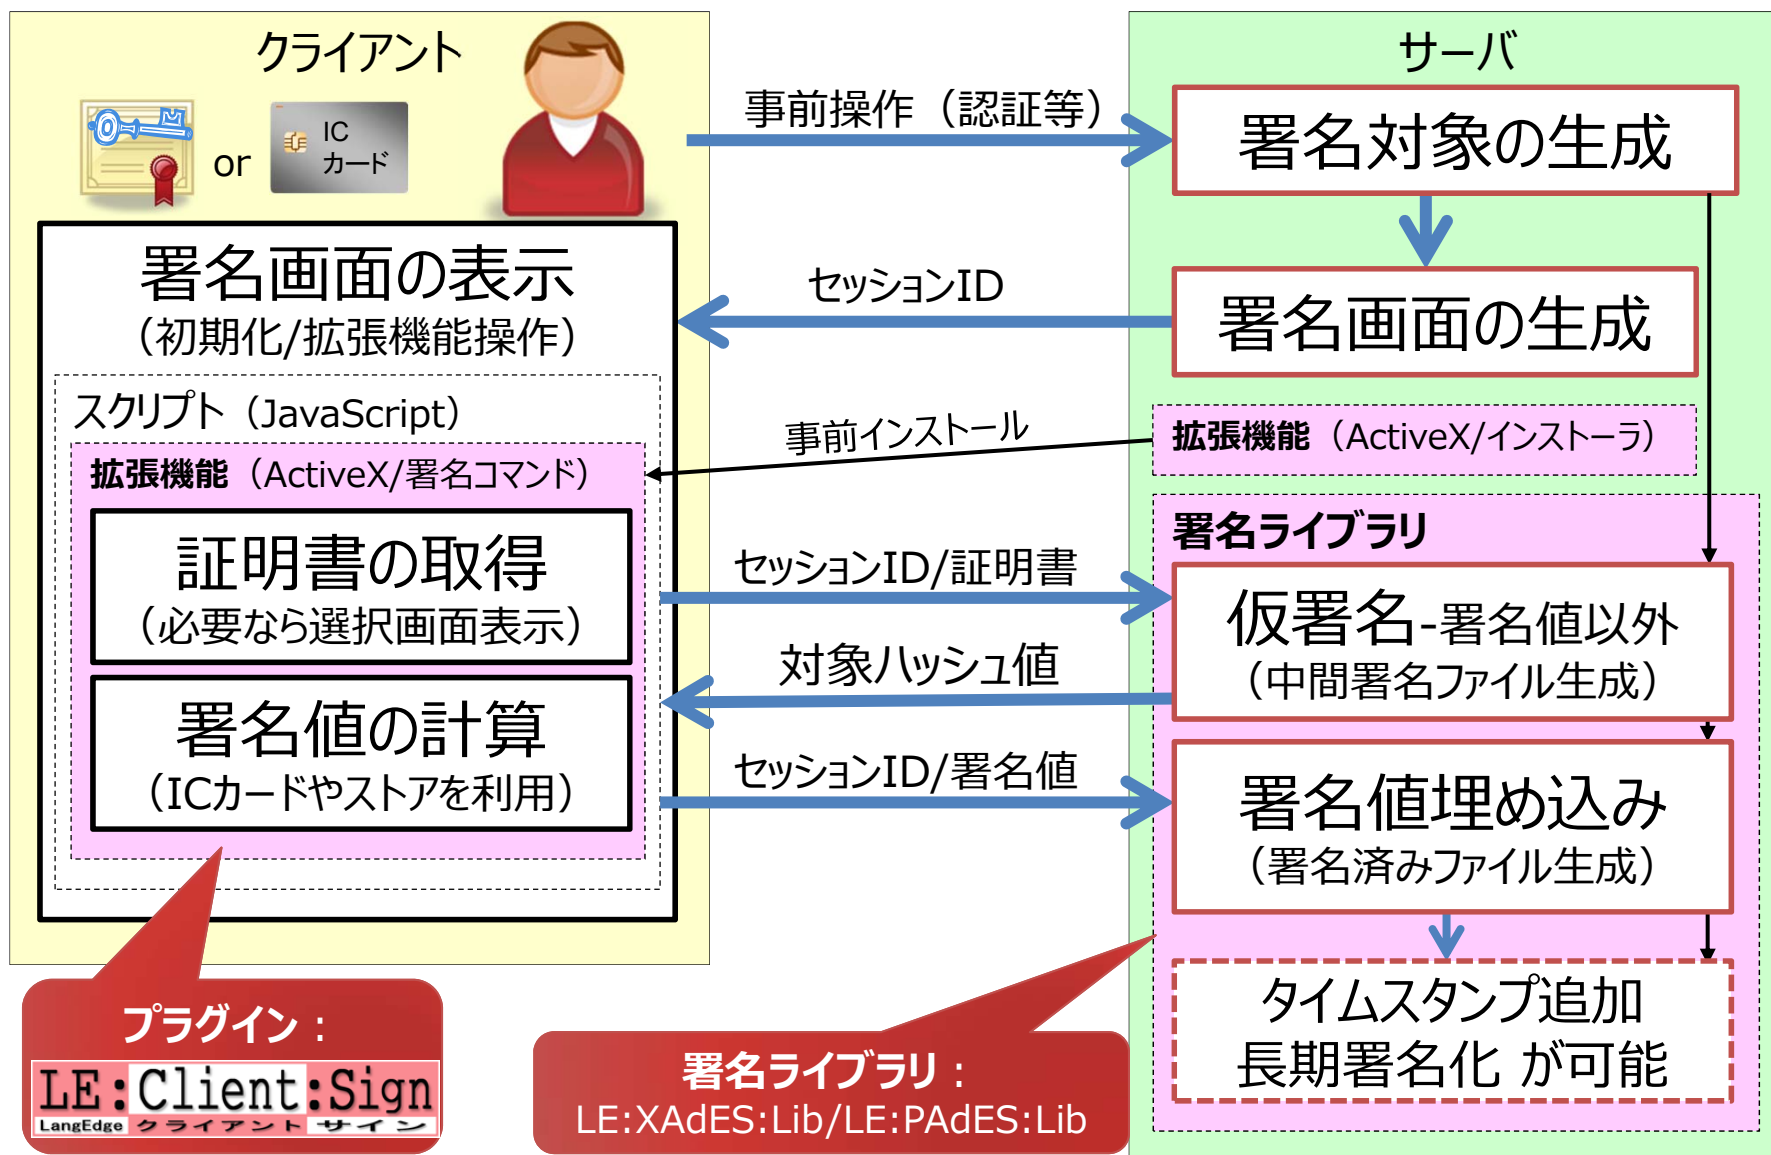 クライアント
or
IC
カード
署名画面の表示
（初期化/拡張機能操作）
スクリプト（JavaScript）
拡張機能（ActiveX/署名コマンド）
証明書の取得
（必要なら選択画面表示）
署名値の計算
（ICカードやストアを利用）
プラグイン：
LE:Client:Sign
LangEdge クライアント サイン
事前操作（認証等）
セッションID
事前インストール
セッションID/証明書
対象ハッシュ値
セッションID/署名値
サーバ
署名対象の生成
署名画面の生成
拡張機能（ActiveX/インストーラ）
署名ライブラリ
仮署名-署名値以外
（中間署名ファイル生成）
署名値埋め込み
（署名済みファイル生成）
タイムスタンプ追加
長期署名化 が可能
署名ライブラリ：
LE:XAdES:Lib/LE:PAdES:Lib